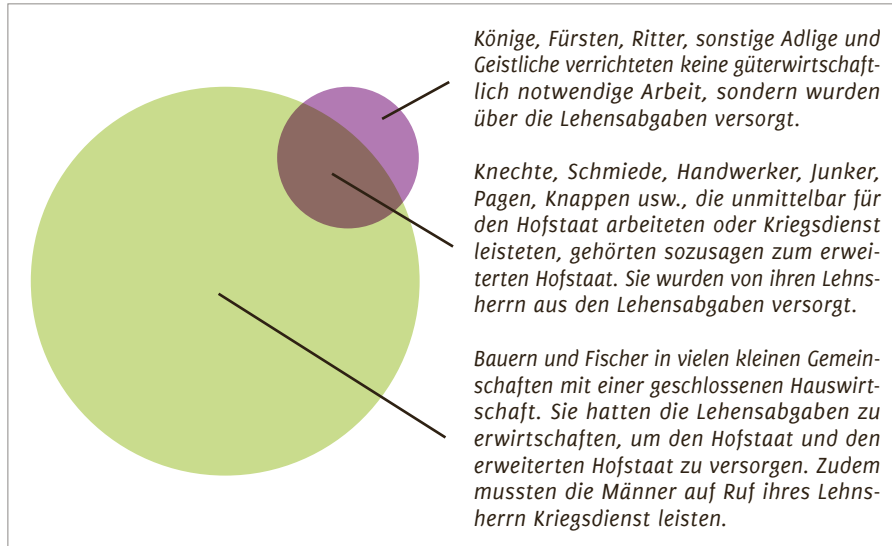 Könige, Fürsten, Ritter, sonstige Adlige und
Geistliche verrichteten keine güterwirtschaft-
lich notwendige Arbeit, sondern wurden
über die Lehensabgaben versorgt.
Knechte, Schmiede, Handwerker, Junker,
Pagen, Knappen usw., die unmittelbar für
den Hofstaat arbeiteten oder Kriegsdienst
leisteten, gehörten sozusagen zum erwei-
terten Hofstaat. Sie wurden von ihren Lehns-
herrn aus den Lehensabgaben versorgt.
Bauern und Fischer in vielen kleinen Gemein-
schaften mit einer geschlossenen Hauswirt-
schaft. Sie hatten die Lehensabgaben zu
erwirtschaften, um den Hofstaat und den
erweiterten Hofstaat zu versorgen. Zudem
mussten die Männer auf Ruf ihres Lehns-
herrn Kriegsdienst leisten.